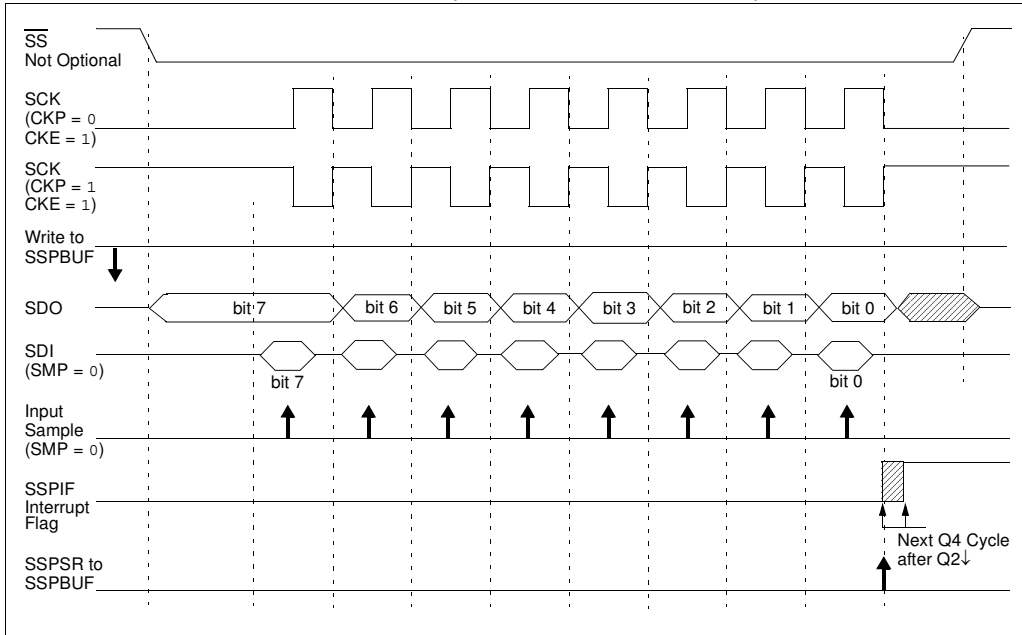 SS
Not Optional
SCK
(CKP = 0
CKE = 1)
SCK
(CKP = 1
CKE = 1)
Write to
SSPBUF
SDO
bit 7
bit 6
bit 5
bit 4
bit 3
bit 2
bit 1
bit 0
SDI
(SMP = 0)
bit 7
bit 0
Input
Sample
(SMP = 0)
SSPIF
Interrupt
Flag
Next Q4 Cycle
after Q2↓
SSPSR to
SSPBUF